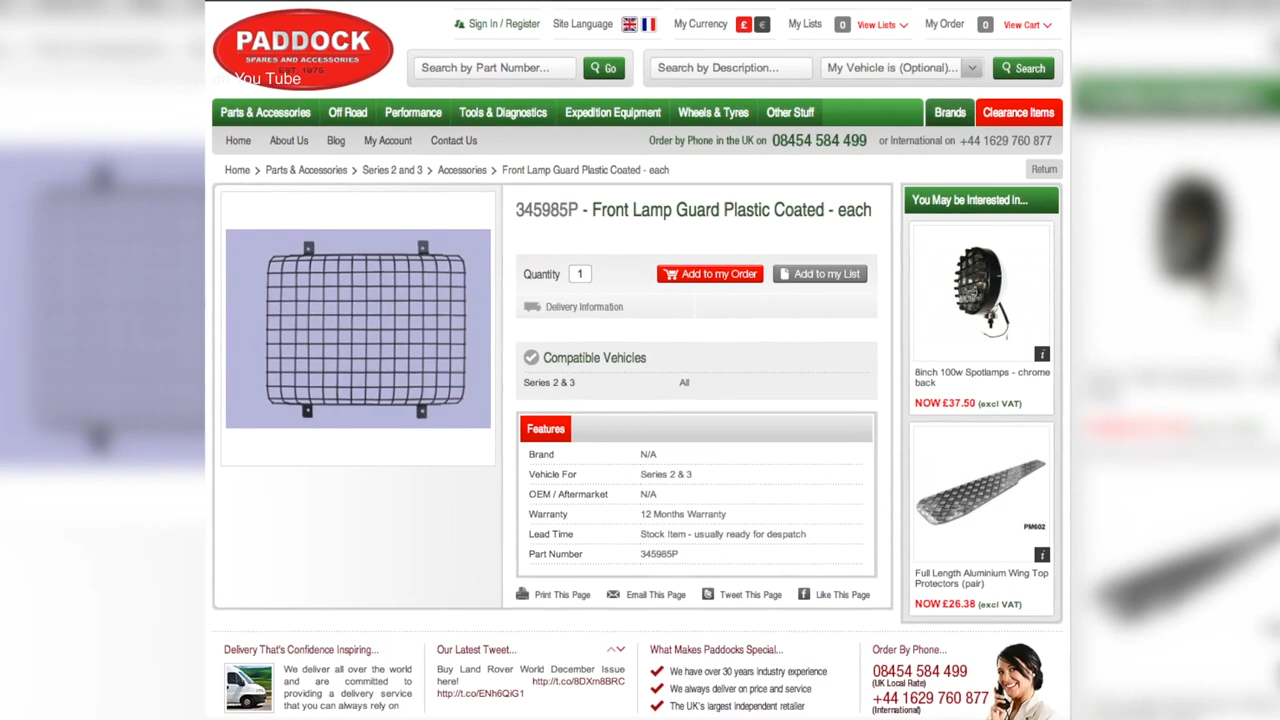 PADDOCK
SPARES AND ACCESSORIES
EST. 1975
on You Tube
Sign In / Register
Site Language
My Currency £ €
My Lists 0 View Lists
My Order 0 View Cart
Search by Part Number...
Go
Search by Description...
My Vehicle is (Optional)...
Search
Parts & Accessories
Off Road
Performance
Tools & Diagnostics
Expedition Equipment
Wheels & Tyres
Other Stuff
Brands
Clearance Items
Home
About Us
Blog
My Account
Contact Us
Order by Phone in the UK on 08454 584 499 or International on +44 1629 760 877
Home > Parts & Accessories > Series 2 and 3 > Accessories > Front Lamp Guard Plastic Coated - each
Return
345985P - Front Lamp Guard Plastic Coated - each
Quantity 1
Add to my Order
Add to my List
Delivery Information
Compatible Vehicles
Series 2 & 3 All
Features
Brand N/A
Vehicle For Series 2 & 3
OEM / Aftermarket N/A
Warranty 12 Months Warranty
Lead Time Stock Item - usually ready for despatch
Part Number 345985P
Print This Page
Email This Page
Tweet This Page
Like This Page
You May be Interested In...
i
8inch 100w Spotlamps - chrome
back
NOW £37.50 (excl VAT)
PM602
i
Full Length Aluminium Wing Top
Protectors (pair)
NOW £26.38 (excl VAT)
Delivery That's Confidence Inspiring...
We deliver all over the world
and are committed to
providing a delivery service
that you can always rely on
Our Latest Tweet...
Buy Land Rover World December Issue
here! http://t.co/8DXm8BRC
http://t.co/ENh6QiG1
What Makes Paddocks Special...
We have over 30 years industry experience
We always deliver on price and service
The UK's largest independent retailer
Order By Phone...
08454 584 499
(UK Local Rate)
+44 1629 760 877
(International)